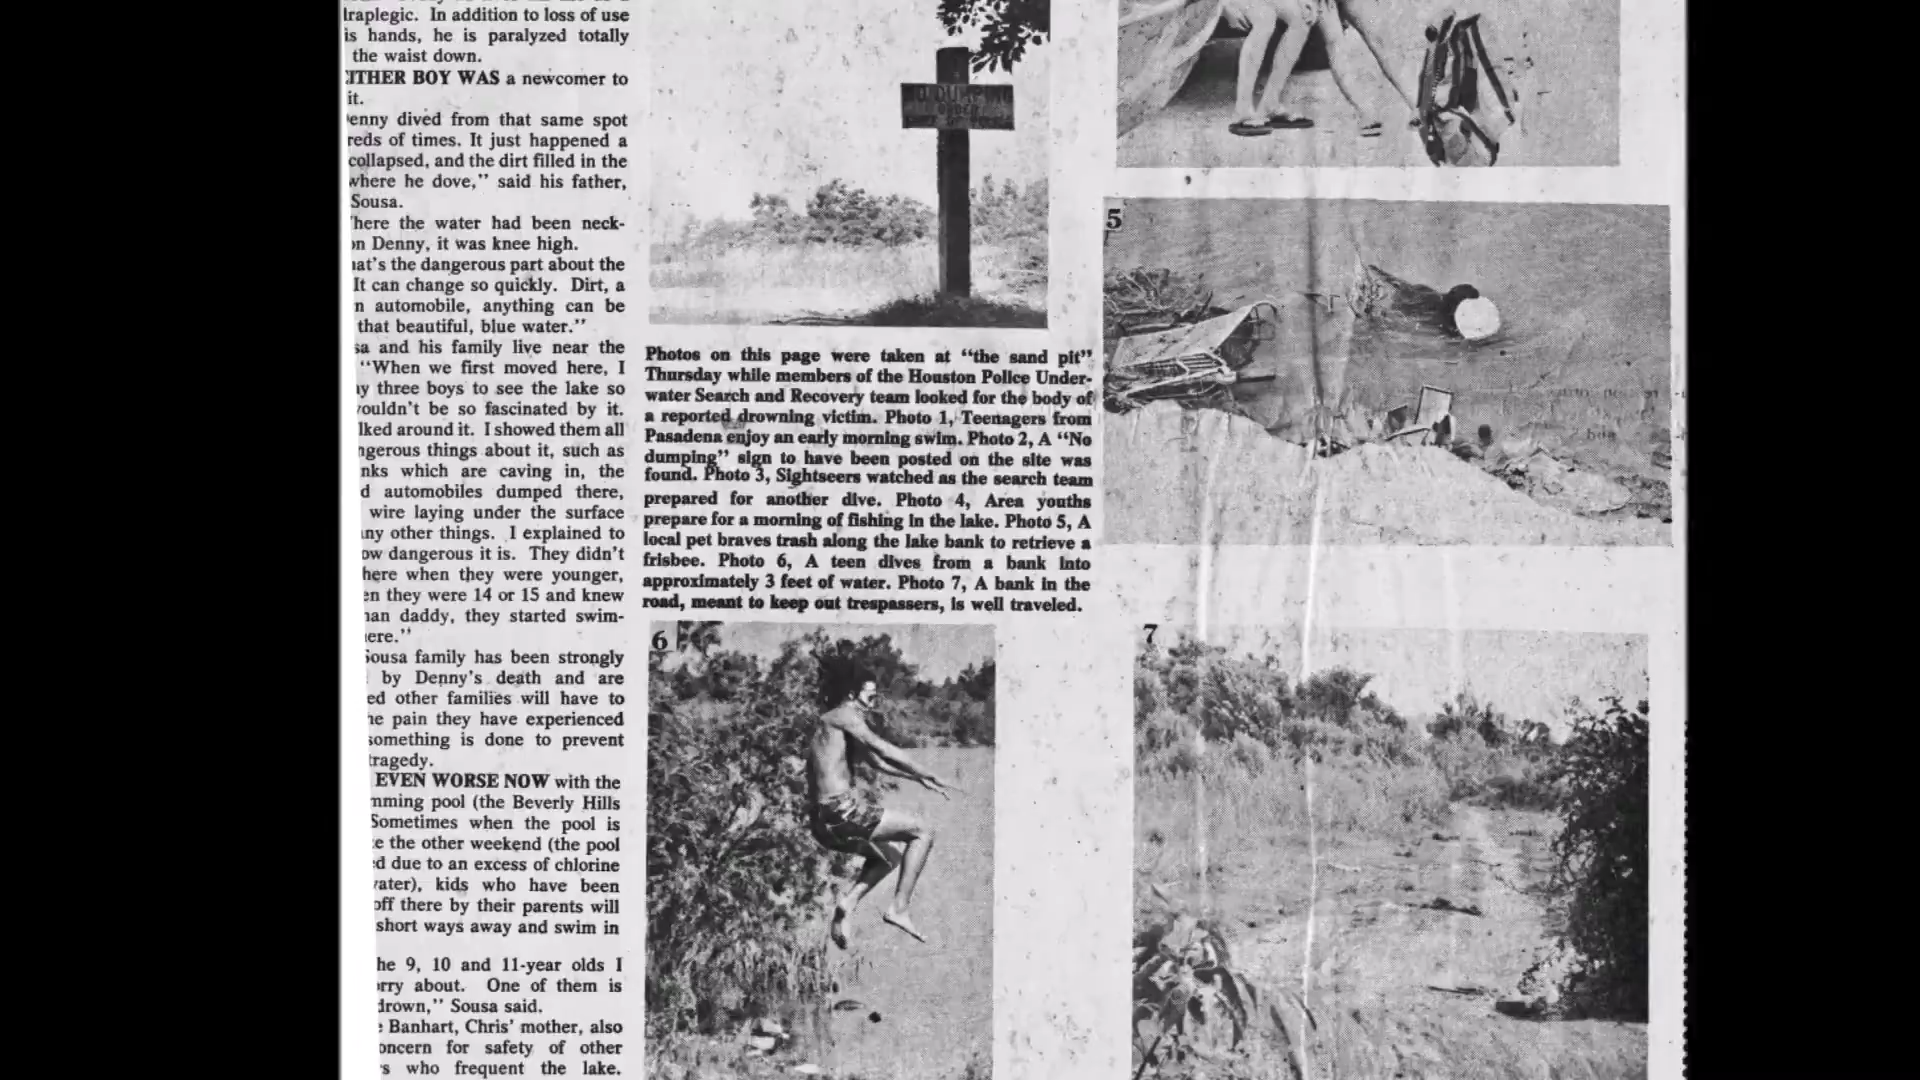 lraplegic. In addition to loss of use
is hands, he is paralyzed totally
the waist down.
ITHER BOY WAS a newcomer to
it.
enny dived from that same spot
reds of times. It just happened a
collapsed, and the dirt filled in the
where he dove,” said his father,
Sousa.
here the water had been neck-
on Denny, it was knee high.
at's the dangerous part about the
It can change so quickly. Dirt, a
n automobile, anything can be
that beautiful, blue water.”
sa and his family live near the
“When we first moved here, I
y three boys to see the lake so
ouldn't be so fascinated by it.
lked around it. I showed them all
ngerous things about it, such as
nks which are caving in, the
d automobiles dumped there,
wire laying under the surface
ny other things. I explained to
ow dangerous it is. They didn't
here when they were younger,
en they were 14 or 15 and knew
an daddy, they started swim-
ere.”
Sousa family has been strongly
by Denny's death and are
ed other families will have to
e pain they have experienced
something is done to prevent
tragedy.
EVEN WORSE NOW with the
mming pool (the Beverly Hills
Sometimes when the pool is
e the other weekend (the pool
d due to an excess of chlorine
ater), kids who have been
off there by their parents will
short ways away and swim in
he 9, 10 and 11-year olds I
rry about. One of them is
drown,” Sousa said.
e Banhart, Chris' mother, also
oncern for safety of other
s who frequent the lake.
Photos on this page were taken at “the sand pit”
Thursday while members of the Houston Police Under-
water Search and Recovery team looked for the body of
a reported drowning victim. Photo 1, Teenagers from
Pasadena enjoy an early morning swim. Photo 2, A “No
dumping” sign to have been posted on the site was
found. Photo 3, Sightseers watched as the search team
prepared for another dive. Photo 4, Area youths
prepare for a morning of fishing in the lake. Photo 5, A
local pet braves trash along the lake bank to retrieve a
frisbee. Photo 6, A teen dives from a bank into
approximately 3 feet of water. Photo 7, A bank in the
road, meant to keep out trespassers, is well traveled.
5
6
7